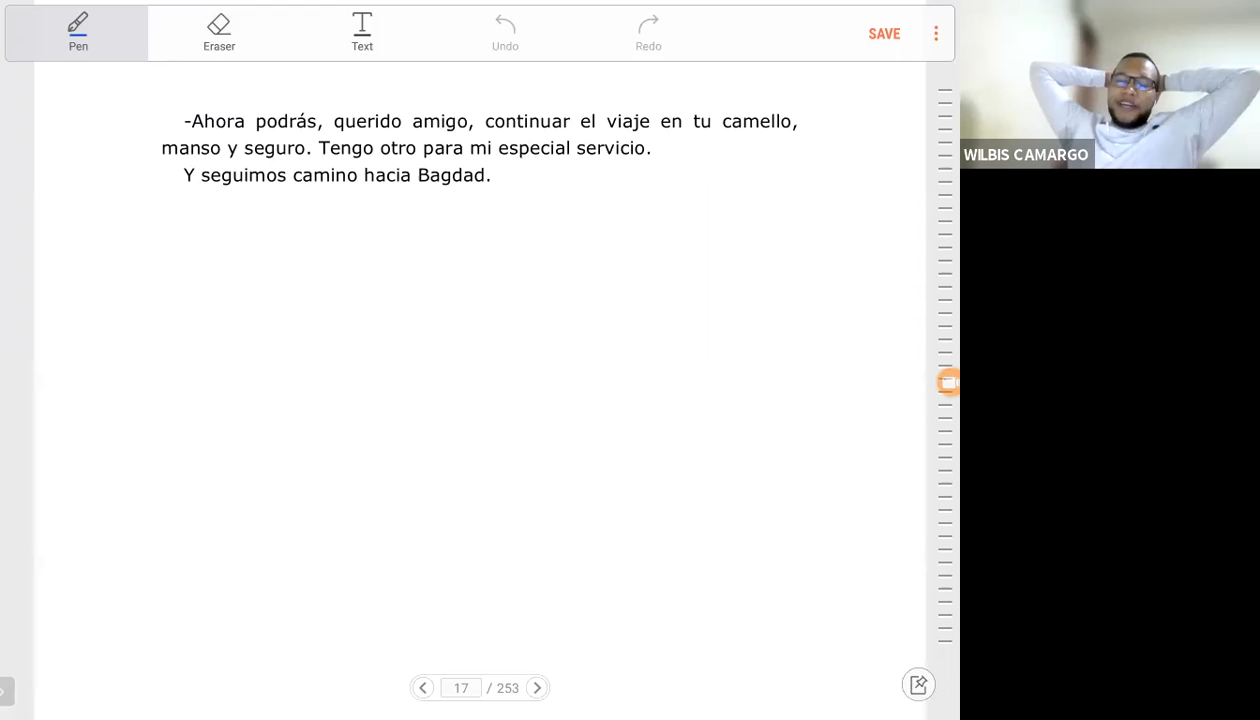 Pen
Eraser
Text
Undo
Redo
SAVE
-Ahora podrás, querido amigo, continuar el viaje en tu camello,
manso y seguro. Tengo otro para mi especial servicio.
Y seguimos camino hacia Bagdad.
WILBIS CAMARGO
17 / 253